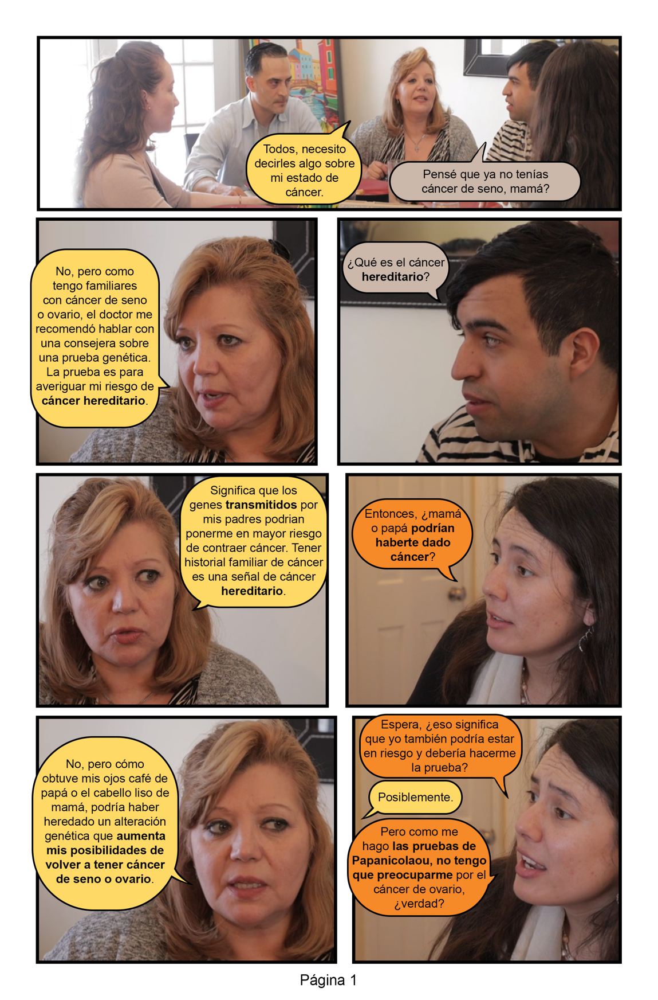 Todos, necesito
decirles algo sobre
mi estado de
cáncer.
Pensé que ya no tenías
cáncer de seno, mamá?
No, pero como
tengo familiares
con cáncer de seno
o ovario, el doctor me
recomendó hablar con
una consejera sobre
una prueba genética.
La prueba es para
averiguar mi riesgo de
cáncer hereditario.
¿Qué es el cáncer
hereditario?
Significa que los
genes transmitidos por
mis padres podrian
ponerme en mayor riesgo
de contraer cáncer. Tener
historial familiar de cáncer
es una señal de cáncer
hereditario.
Entonces, ¿mamá
o papá podrían
haberte dado
cáncer?
No, pero cómo
obtuve mis ojos café de
papá o el cabello liso de
mamá, podría haber
heredado un alteración
genética que aumenta
mis posibilidades de
volver a tener cáncer
de seno o ovario.
Espera, ¿eso significa
que yo también podría estar
en riesgo y debería hacerme
la prueba?
Posiblemente.
Pero como me
hago las pruebas de
Papanicolaou, no tengo
que preocuparme por el
cáncer de ovario,
¿verdad?
Página 1